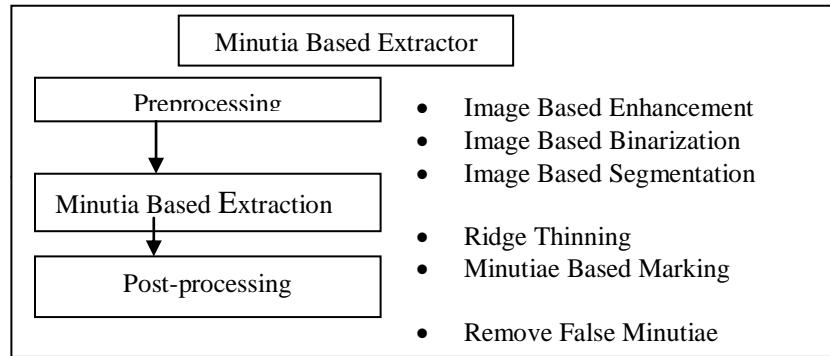 Minutia Based Extractor
Preprocessing
• Image Based Enhancement
• Image Based Binarization
• Image Based Segmentation
Minutia Based Extraction
• Ridge Thinning
• Minutiae Based Marking
Post-processing
• Remove False Minutiae